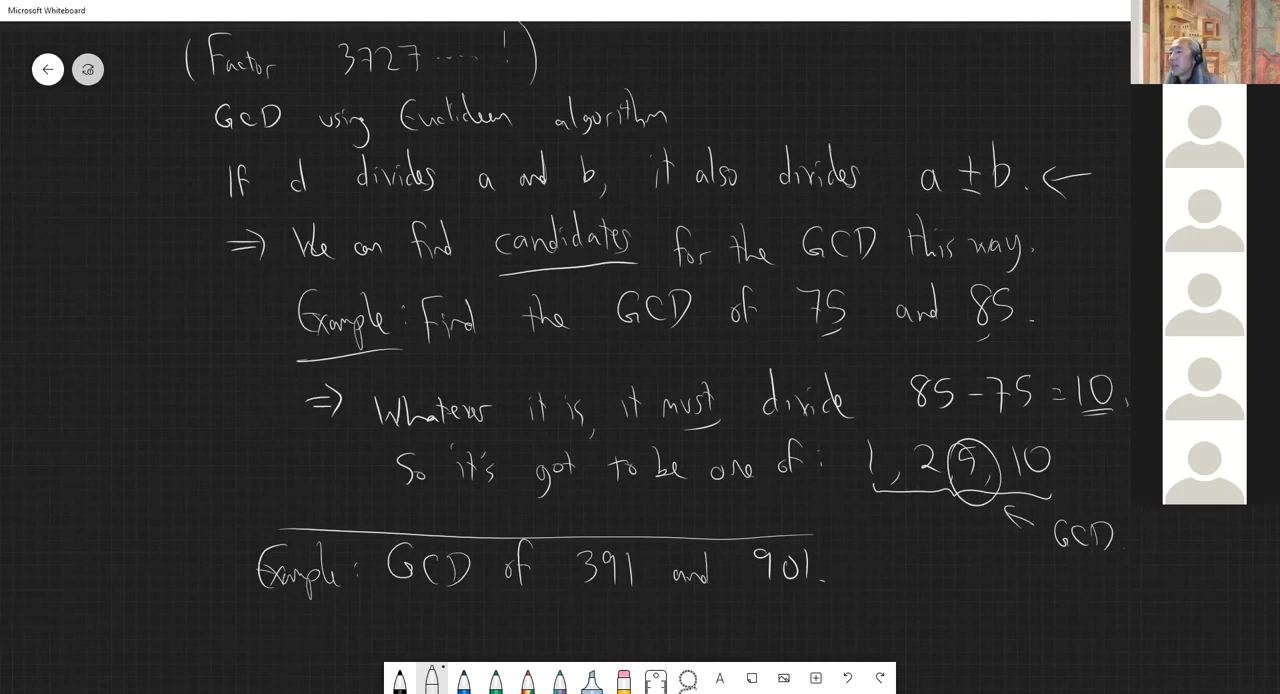 Microsoft Whiteboard
(Factor 3727.....!)
GCD using Euclidean algorithm
If d divides a and b, it also divides a ± b. ←
⇒ We can find candidates for the GCD this way.
Example: Find the GCD of 75 and 85.
⇒ Whatever it is, it must divide 85 - 75 = 10.
So it's got to be one of: 1, 2, 5, 10
GCD.
Example: GCD of 391 and 901.